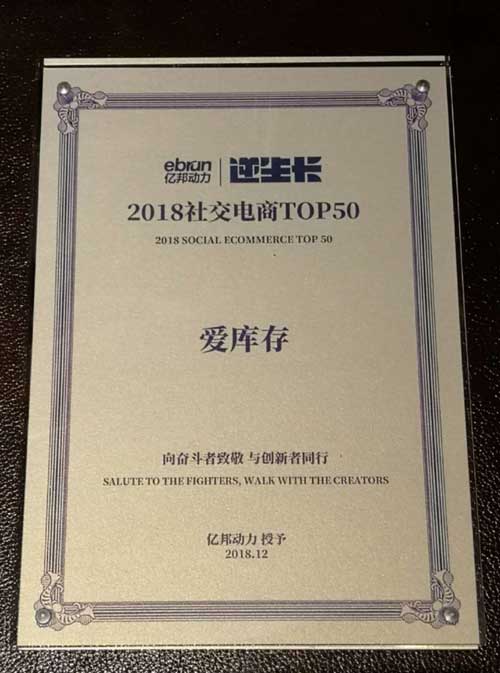 ebrun
亿邦动力
逆生长
2018社交电商TOP50
2018 SOCIAL ECOMMERCE TOP 50
爱库存
向奋斗者致敬 与创新者同行
SALUTE TO THE FIGHTERS, WALK WITH THE CREATORS
亿邦动力 授予
2018.12